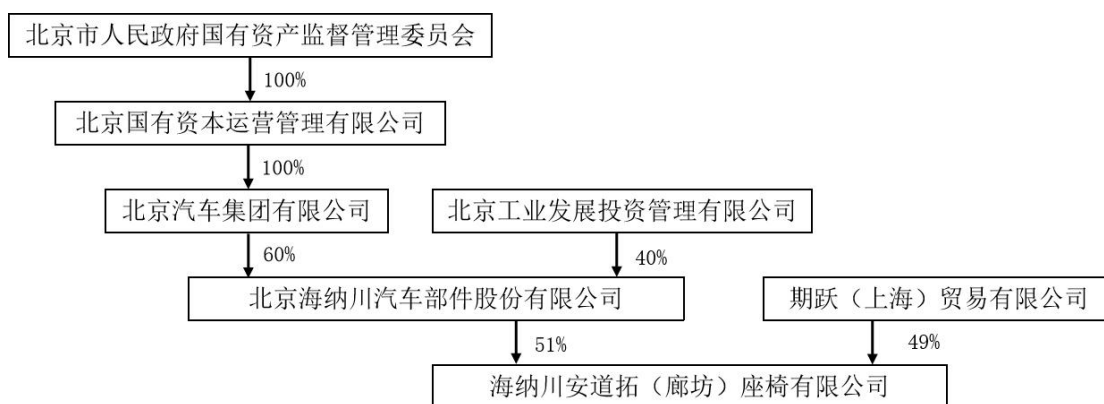 北京市人民政府国有资产监督管理委员会
100%
北京国有资本运营管理有限公司
100%
北京汽车集团有限公司
北京工业发展投资管理有限公司
60%
40%
北京海纳川汽车部件股份有限公司
期跃（上海）贸易有限公司
51%
49%
海纳川安道拓（廊坊）座椅有限公司